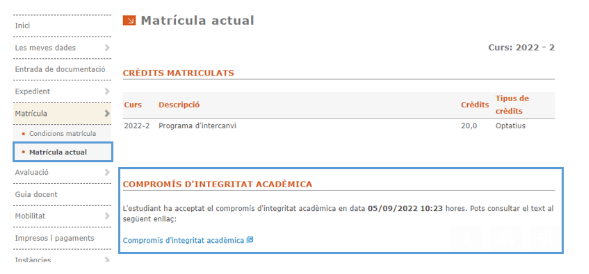 Inici
Les meves dades
Entrada de documentació
Expedient
Matrícula
Condicions matrícula
Matrícula actual
Avaluació
Guia docent
Mobilitat
Impresos i pagaments
Instàncies
Matrícula actual
Curs: 2022 - 2
CRÈDITS MATRICULATS
Curs Descripció Crèdits Tipus de
crèdits
2022-2 Programa d'intercanvi 20,0 Optatius
COMPROMÍS D'INTEGRITAT ACADÈMICA
L'estudiant ha acceptat el compromís d'integritat acadèmica en data 05/09/2022 10:23 hores. Pots consultar el text al
següent enllaç:
Compromís d'integritat acadèmica